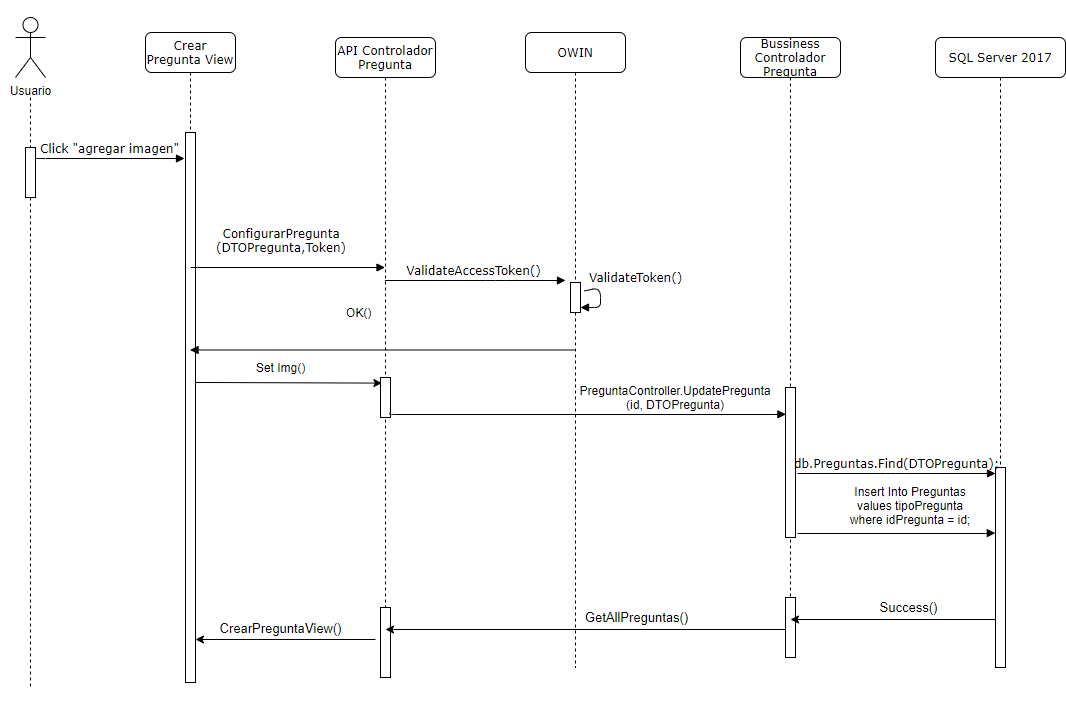 Usuario
Crear
Pregunta View
API Controlador
Pregunta
OWIN
Bussiness
Controlador
Pregunta
SQL Server 2017
Click "agregar imagen"
ConfigurarPregunta
(DTOPregunta,Token)
ValidateAccessToken()
ValidateToken()
OK()
Set Img()
PreguntaController.UpdatePregunta
(id, DTOPregunta)
db.Preguntas.Find(DTOPregunta);
Insert Into Preguntas
values tipoPregunta
where idPregunta = id;
Success()
GetAllPreguntas()
CrearPreguntaView()